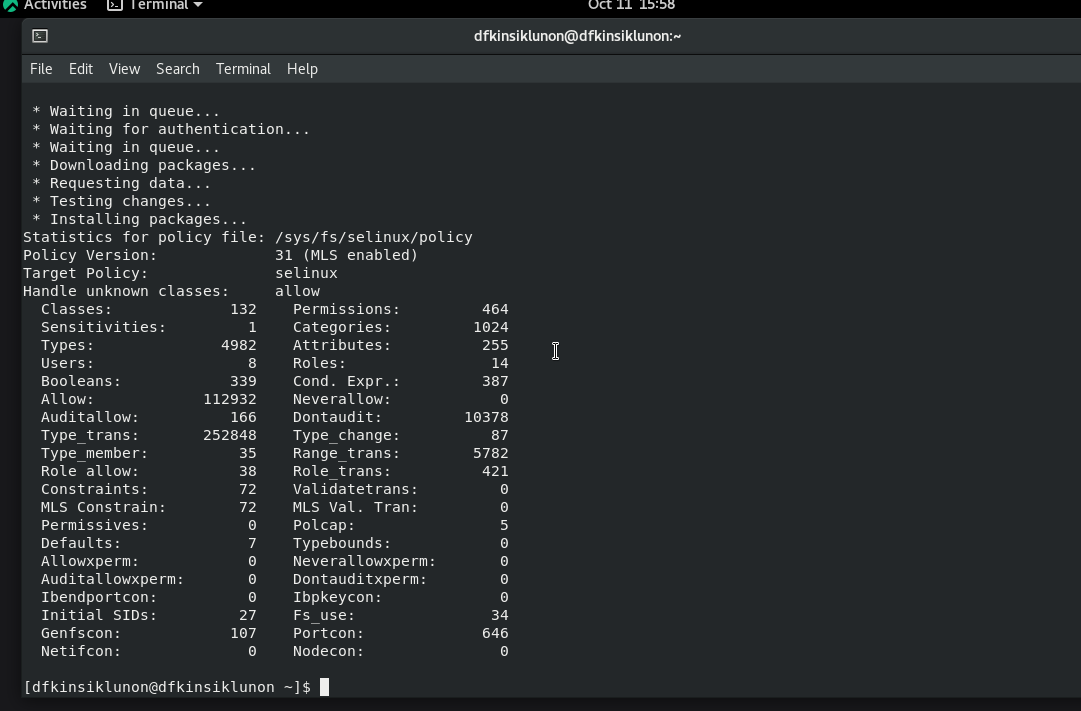 Activities Terminal Oct 11 15:58
dfkinsiklunon@dfkinsiklunon:~
File Edit View Search Terminal Help
* Waiting in queue...
* Waiting for authentication...
* Waiting in queue...
* Downloading packages...
* Requesting data...
* Testing changes...
* Installing packages...
Statistics for policy file: /sys/fs/selinux/policy
Policy Version: 31 (MLS enabled)
Target Policy: selinux
Handle unknown classes: allow
Classes: 132 Permissions: 464
Sensitivities: 1 Categories: 1024
Types: 4982 Attributes: 255
Users: 8 Roles: 14
Booleans: 339 Cond. Expr.: 387
Allow: 112932 Neverallow: 0
Auditallow: 166 Dontaudit: 10378
Type_trans: 252848 Type_change: 87
Type_member: 35 Range_trans: 5782
Role allow: 38 Role_trans: 421
Constraints: 72 Validatetrans: 0
MLS Constrain: 72 MLS Val. Tran: 0
Permissives: 0 Polcap: 5
Defaults: 7 Typebounds: 0
Allowxperm: 0 Neverallowxperm: 0
Auditallowxperm: 0 Dontauditxperm: 0
Ibendportcon: 0 Ibpkeycon: 0
Initial SIDs: 27 Fs_use: 34
Genfscon: 107 Portcon: 646
Netifcon: 0 Nodecon: 0
[dfkinsiklunon@dfkinsiklunon ~]$